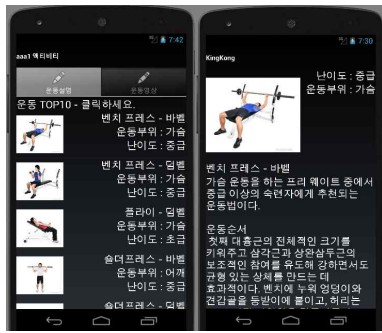 7:42
aaa1 액티비티
운동설명
운동영상
운동 TOP10 - 클릭하세요.
벤치 프레스 - 바벨
운동부위 : 가슴
난이도 : 중급
벤치 프레스 - 덤벨
운동부위 : 가슴
난이도 : 중급
플라이 - 덤벨
운동부위 : 가슴
난이도 : 초급
숄더프레스 - 바벨
운동부위 : 어깨
난이도 : 중급
숄더프레스 - 덤벨
7:30
KingKong
난이도 : 중급
운동부위 : 가슴
벤치 프레스 - 바벨
가슴 운동을 하는 프리 웨이트 중에서
중급 이상의 숙련자에게 추천되는
운동법이다.
운동순서
첫째 대흉근의 전체적인 크기를
키워주고 삼각근과 상완삼두근의
보조적인 참여를 유도해 강하면서도
균형 있는 상체를 만드는 데
효과적이다. 벤치에 누워 엉덩이와
견갑골을 등받이에 붙이고, 허리는